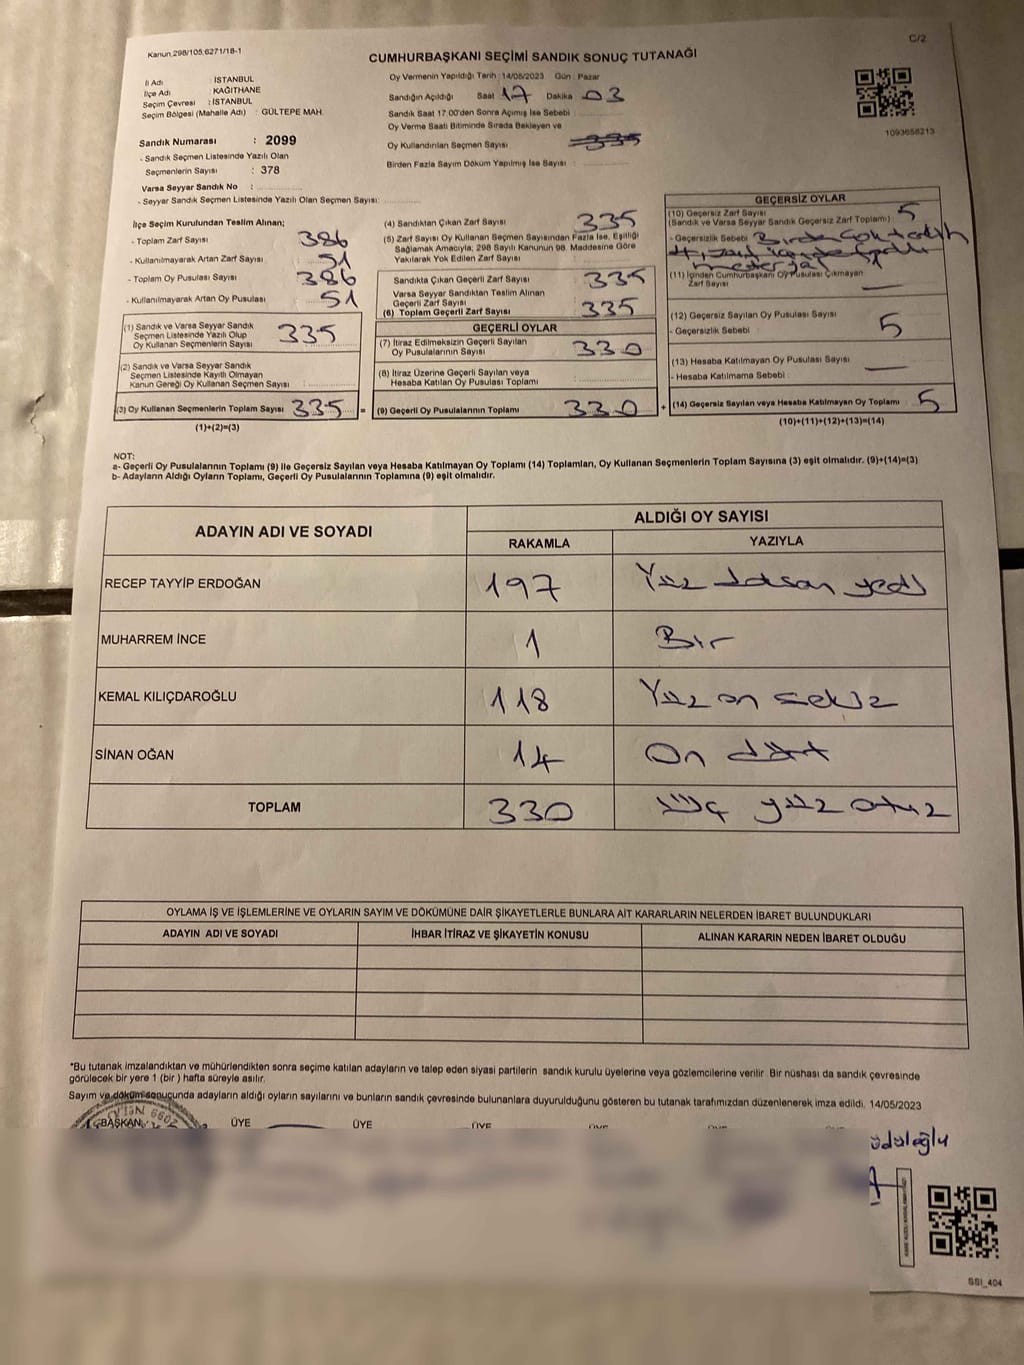 Kanun 298/105,6271/18-1
C/2
CUMHURBAŞKANI SEÇİMİ SANDIK SONUÇ TUTANAĞI
İl Adı : İSTANBUL
İlçe Adı : KAĞITHANE
Seçim Çevresi : İSTANBUL
Seçim Bölgesi (Mahalle Adı) : GÜLTEPE MAH.
Sandık Numarası : 2099
- Sandık Seçmen Listesinde Yazılı Olan
Seçmenlerin Sayısı : 378
Varsa Seyyar Sandık No :
- Seyyar Sandık Seçmen Listesinde Yazılı Olan Seçmen Sayısı:
Oy Vermenin Yapıldığı Tarih : 14/05/2023 Gün : Pazar
Sandığın Açıldığı Saat 17 Dakika 03
Sandık Saat 17.00'den Sonra Açılmış İse Sebebi :
Oy Verme Saati Bitiminde Sırada Bekleyen ve
Oy Kullandırılan Seçmen Sayısı 335
Birden Fazla Sayım Döküm Yapılmış İse Sayısı :
1093656213
İlçe Seçim Kurulundan Teslim Alınan;
- Toplam Zarf Sayısı 386
- Kullanılmayarak Artan Zarf Sayısı 51
- Toplam Oy Pusulası Sayısı 386
- Kullanılmayarak Artan Oy Pusulası 51
(1) Sandık ve Varsa Seyyar Sandık
Seçmen Listesinde Yazılı Olup
Oy Kullanan Seçmenlerin Sayısı 335
(2) Sandık ve Varsa Seyyar Sandık
Seçmen Listesinde Kayıtlı Olmayan
Kanun Gereği Oy Kullanan Seçmen Sayısı :
(3) Oy Kullanan Seçmenlerin Toplam Sayısı 335 =
(1)+(2)=(3)
(4) Sandıktan Çıkan Zarf Sayısı 335
(5) Zarf Sayısı Oy Kullanan Seçmen Sayısından Fazla İse, Eşitliği
Sağlamak Amacıyla; 298 Sayılı Kanunun 98. Maddesine Göre
Yakılarak Yok Edilen Zarf Sayısı :
Sandıkta Çıkan Geçerli Zarf Sayısı 335
Varsa Seyyar Sandıktan Teslim Alınan
Geçerli Zarf Sayısı
(6) Toplam Geçerli Zarf Sayısı 335
GEÇERLİ OYLAR
(7) İtiraz Edilmeksizin Geçerli Sayılan
Oy Pusulalarının Sayısı 330
(8) İtiraz Üzerine Geçerli Sayılan veya
Hesaba Katılan Oy Pusulası Toplamı
(9) Geçerli Oy Pusulalarının Toplamı 330 +
GEÇERSİZ OYLAR
(10) Geçersiz Zarf Sayısı 5
(Sandık ve Varsa Seyyar Sandık Geçersiz Zarf Toplamı)
- Geçersizlik Sebebi
(11) İçinden Cumhurbaşkanı Oy Pusulası Çıkmayan
Zarf Sayısı : —
(12) Geçersiz Sayılan Oy Pusulası Sayısı 5
- Geçersizlik Sebebi :
(13) Hesaba Katılmayan Oy Pusulası Sayısı —
- Hesaba Katılmama Sebebi :
(14) Geçersiz Sayılan veya Hesaba Katılmayan Oy Toplamı 5
(10)+(11)+(12)+(13)=(14)
NOT:
a- Geçerli Oy Pusulalarının Toplamı (9) ile Geçersiz Sayılan veya Hesaba Katılmayan Oy Toplamı (14) Toplamları, Oy Kullanan Seçmenlerin Toplam Sayısına (3) eşit olmalıdır. (9)+(14)=(3)
b- Adayların Aldığı Oyların Toplamı, Geçerli Oy Pusulalarının Toplamına (9) eşit olmalıdır.
ADAYIN ADI VE SOYADI
ALDIĞI OY SAYISI
RAKAMLA YAZIYLA
RECEP TAYYİP ERDOĞAN 197 Yüz doksan yedi
MUHARREM İNCE 1 Bir
KEMAL KILIÇDAROĞLU 118 Yüz on sekiz
SİNAN OĞAN 14 On dört
TOPLAM 330 üç yüz otuz
OYLAMA İŞ VE İŞLEMLERİNE VE OYLARIN SAYIM VE DÖKÜMÜNE DAİR ŞİKAYETLERLE BUNLARA AİT KARARLARIN NELERDEN İBARET BULUNDUKLARI
ADAYIN ADI VE SOYADI İHBAR İTİRAZ VE ŞİKAYETİN KONUSU ALINAN KARARIN NEDEN İBARET OLDUĞU
*Bu tutanak imzalandıktan ve mühürlendikten sonra seçime katılan adayların ve talep eden siyasi partilerin sandık kurulu üyelerine veya gözlemcilerine verilir. Bir nüshası da sandık çevresinde
görülecek bir yere 1 (bir) hafta süreyle asılır.
Sayım ve döküm sonucunda adayların aldığı oyların sayılarını ve bunların sandık çevresinde bulunanlara duyurulduğunu gösteren bu tutanak tarafımızdan düzenlenerek imza edildi. 14/05/2023
BAŞKAN ÜYE ÜYE ÜYE
SSI_404